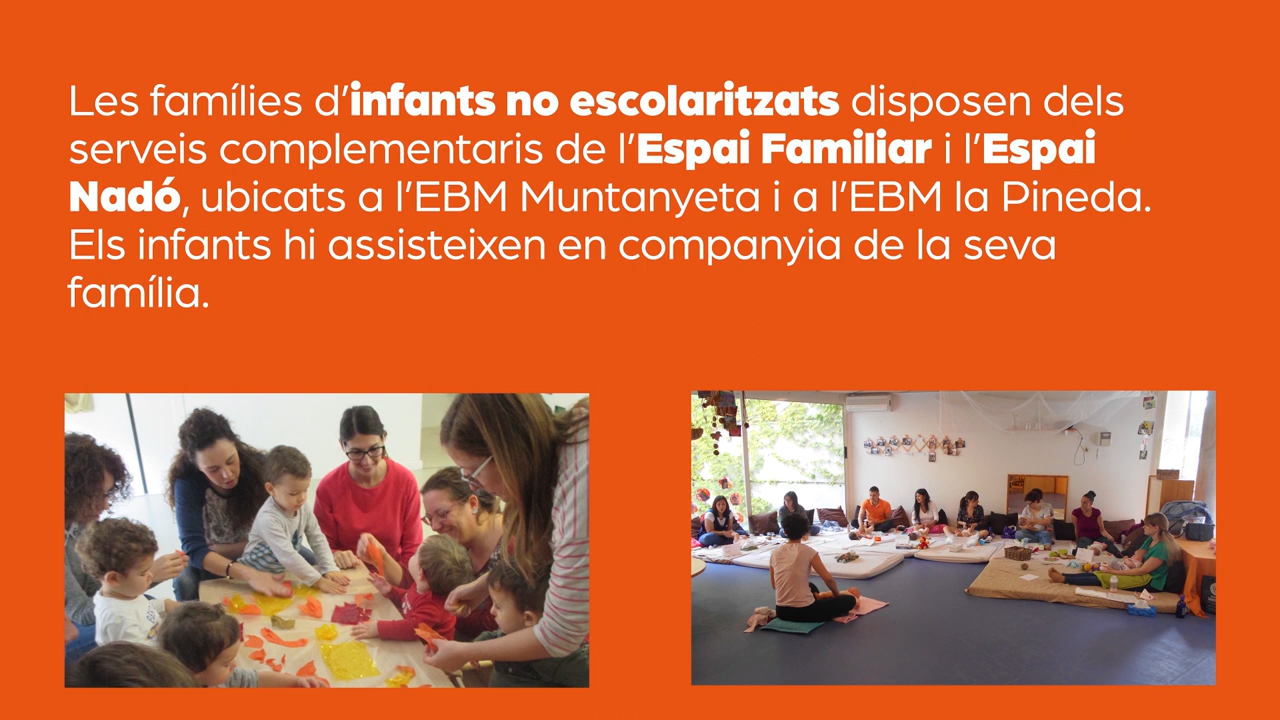 Les famílies d’infants no escolaritzats disposen dels
serveis complementaris de l’Espai Familiar i l’Espai
Nadó, ubicats a l’EBM Muntanyeta i a l’EBM la Pineda.
Els infants hi assisteixen en companyia de la seva
família.